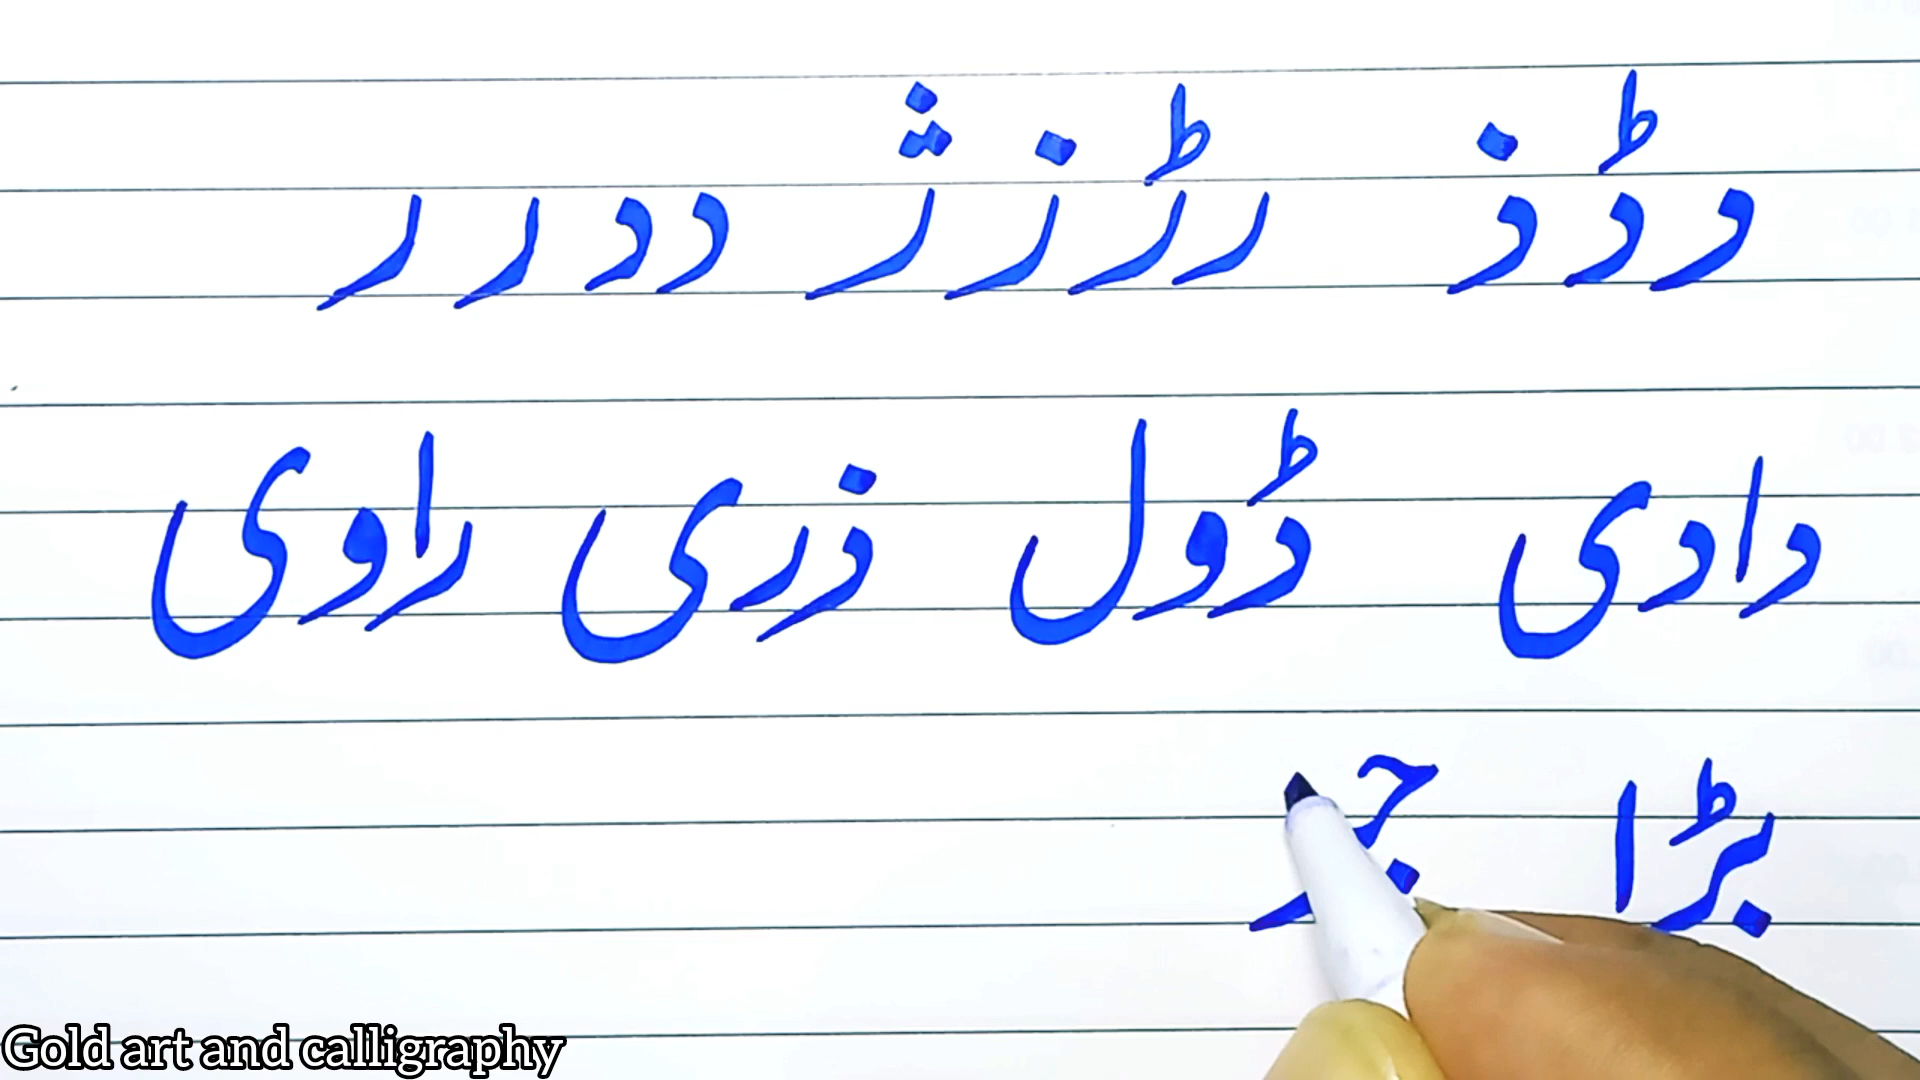 د ڈ ذ ر ڑ ز ژ د د ر ر
دادی ڈول ذری راوی
بڑا
Gold art and calligraphy